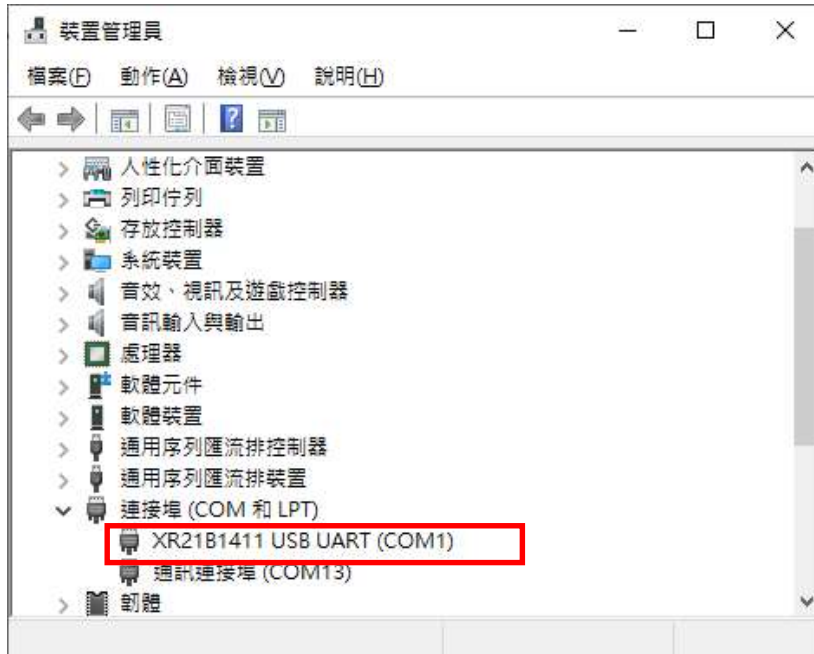 裝置管理員
檔案(F) 動作(A) 檢視(V) 說明(H)
人性化介面裝置
列印佇列
存放控制器
系統裝置
音效、視訊及遊戲控制器
音訊輸入與輸出
處理器
軟體元件
軟體裝置
通用序列匯流排控制器
通用序列匯流排裝置
連接埠 (COM 和 LPT)
XR21B1411 USB UART (COM1)
通訊連接埠 (COM13)
韌體